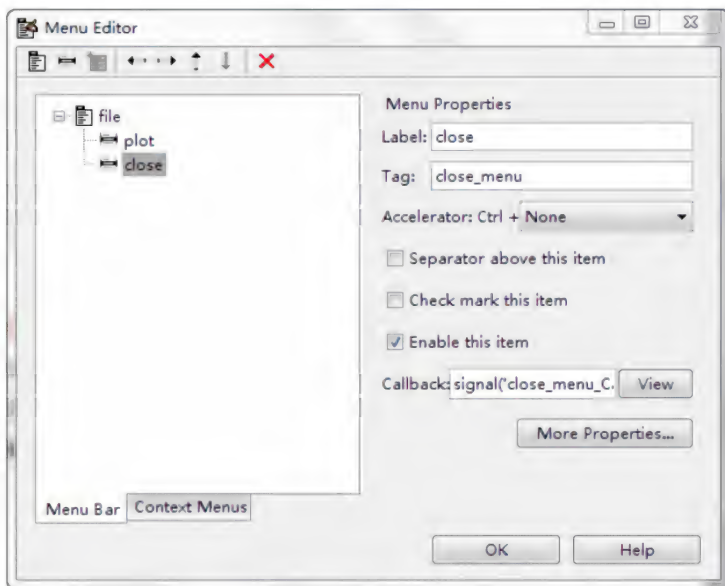 Menu Editor
file
plot
close
Menu Properties
Label: close
Tag: close_menu
Accelerator: Ctrl + None
Separator above this item
Check mark this item
Enable this item
Callback: signal('close_menu_C. View
More Properties...
Menu Bar Context Menus
OK Help